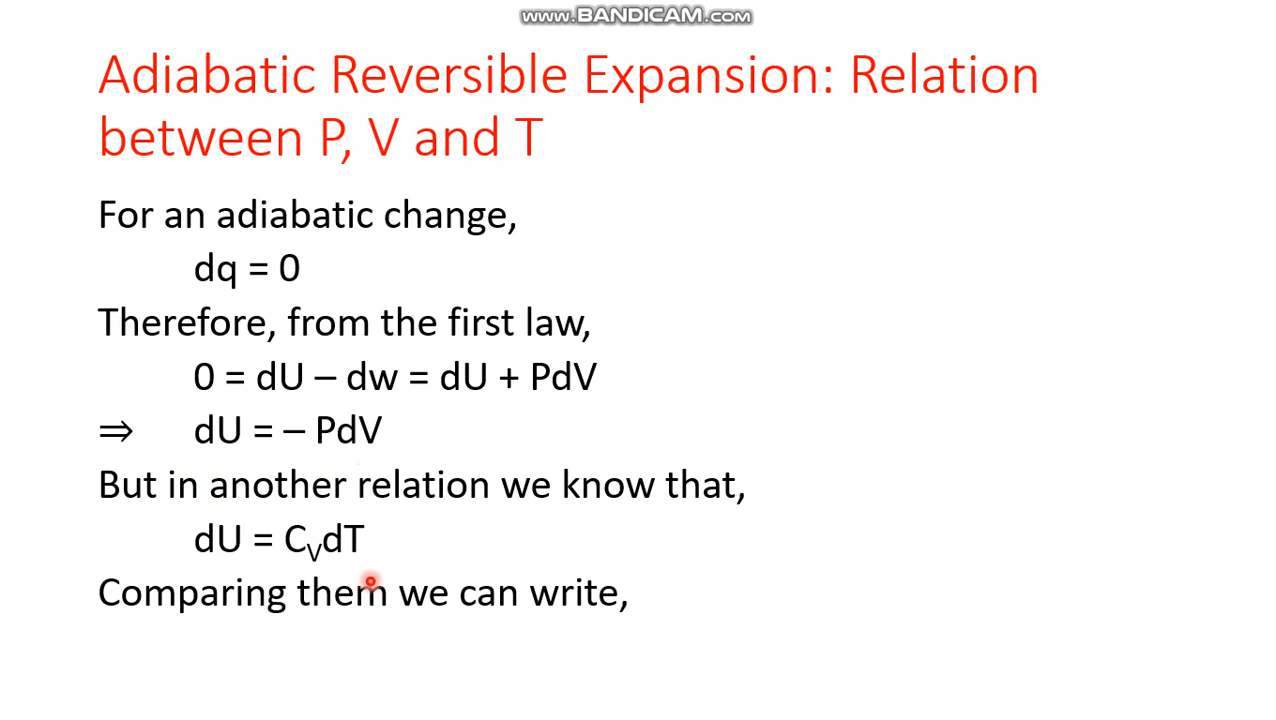 www.BANDICAM.com
Adiabatic Reversible Expansion: Relation
between P, V and T
For an adiabatic change,
dq = 0
Therefore, from the first law,
0 = dU – dw = dU + PdV
⇒ dU = – PdV
But in another relation we know that,
dU = C_VdT
Comparing them we can write,